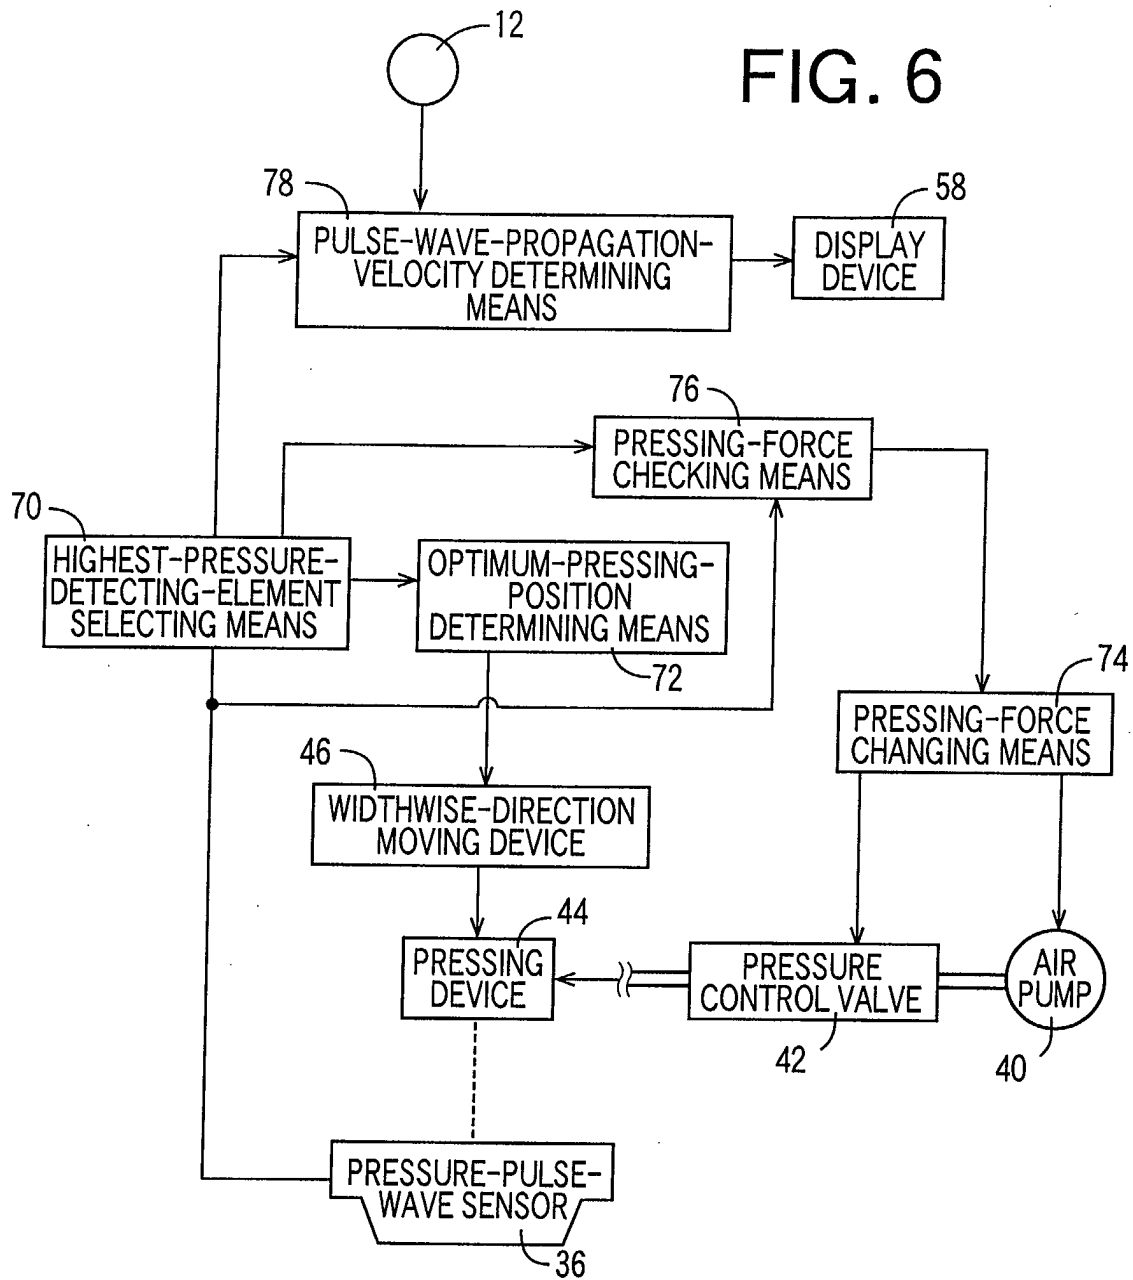 12
FIG. 6
78
58
PULSE-WAVE-PROPAGATION-
VELOCITY DETERMINING
MEANS
DISPLAY
DEVICE
76
PRESSING-FORCE
CHECKING MEANS
70
HIGHEST-PRESSURE-
DETECTING-ELEMENT
SELECTING MEANS
OPTIMUM-PRESSING-
POSITION
DETERMINING MEANS
72
74
PRESSING-FORCE
CHANGING MEANS
46
WIDTHWISE-DIRECTION
MOVING DEVICE
44
PRESSING
DEVICE
PRESSURE
CONTROL VALVE
42
AIR
PUMP
40
PRESSURE-PULSE-
WAVE SENSOR
36